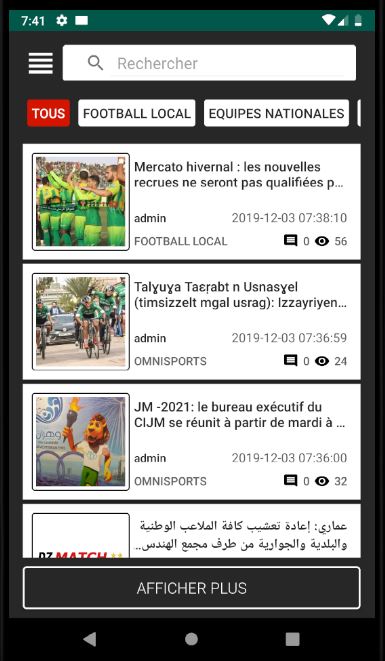 7:41
Rechercher
TOUS FOOTBALL LOCAL EQUIPES NATIONALES
Mercato hivernal : les nouvelles
recrues ne seront pas qualifiées p...
admin 2019-12-03 07:38:10
FOOTBALL LOCAL 0 56
Talɣuɣa Taɛṛabt n Usnasɣel
(timsizzelt mgal usrag): Izzayriyen...
admin 2019-12-03 07:36:59
OMNISPORTS 0 24
JM -2021: le bureau exécutif du
CIJM se réunit à partir de mardi à ...
admin 2019-12-03 07:36:00
OMNISPORTS 0 32
عماري: إعادة تعشيب كافة الملاعب الوطنية
والبلدية والجوارية من طرف مجمع الهندس..
DZ MATCH
AFFICHER PLUS